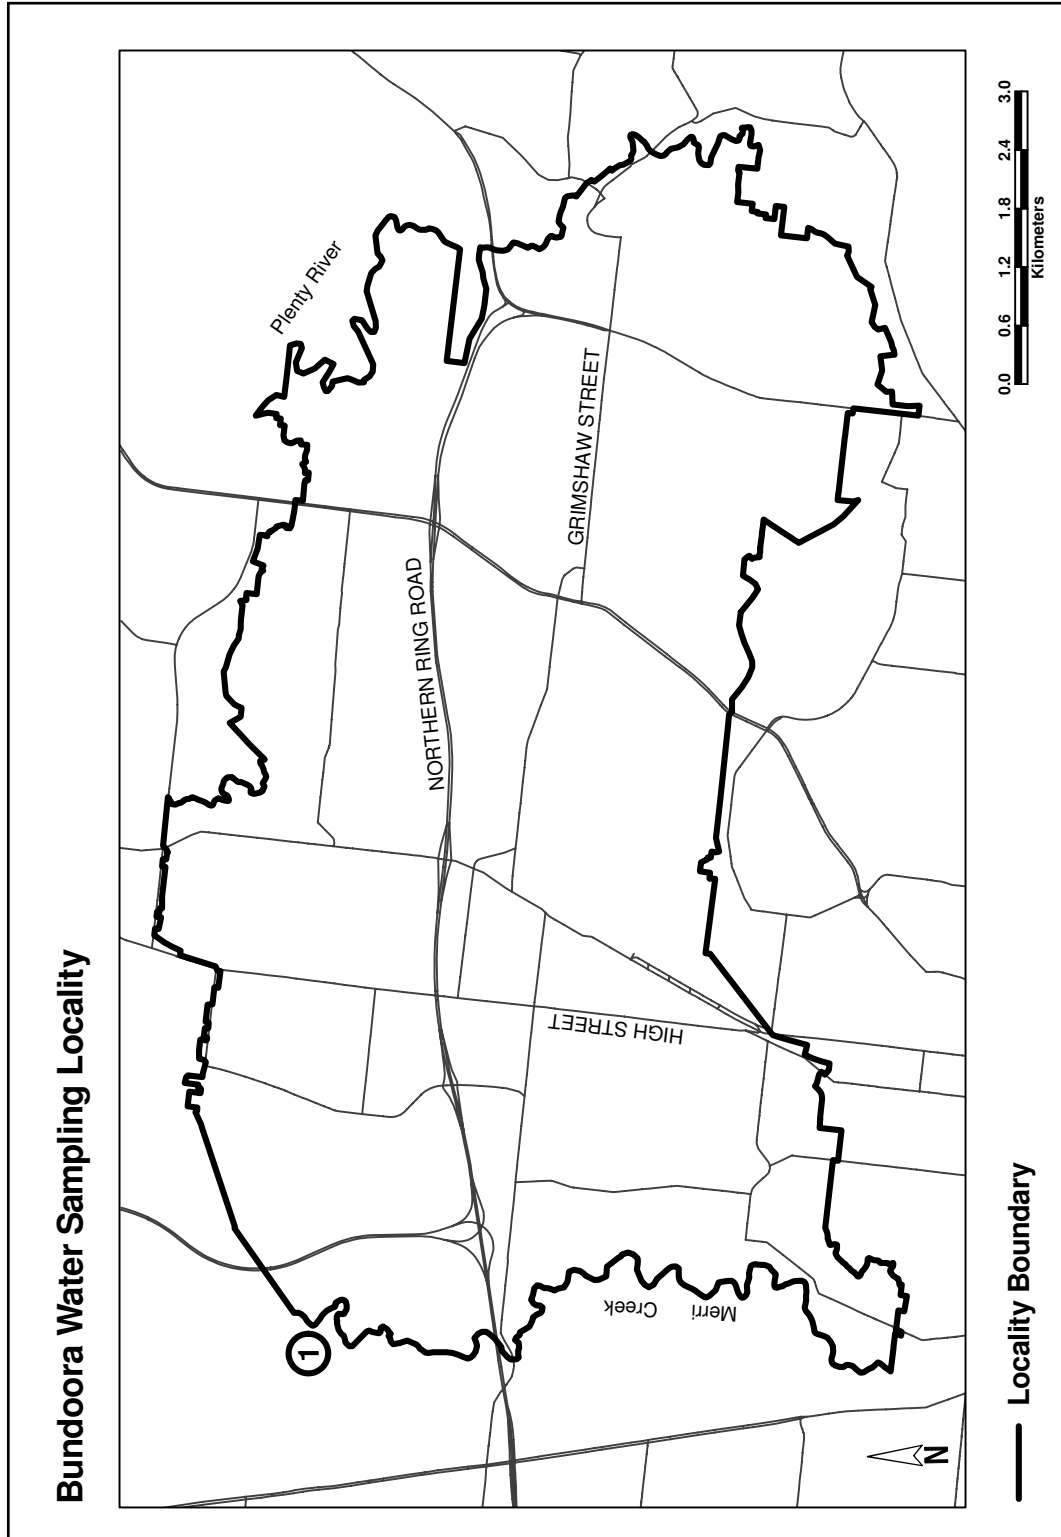 Bundoora Water Sampling Locality
Plenty River
NORTHERN RING ROAD
GRIMSHAW STREET
HIGH STREET
Merri
Creek
1
N
Locality Boundary
0.0 0.6 1.2 1.8 2.4 3.0
Kilometers